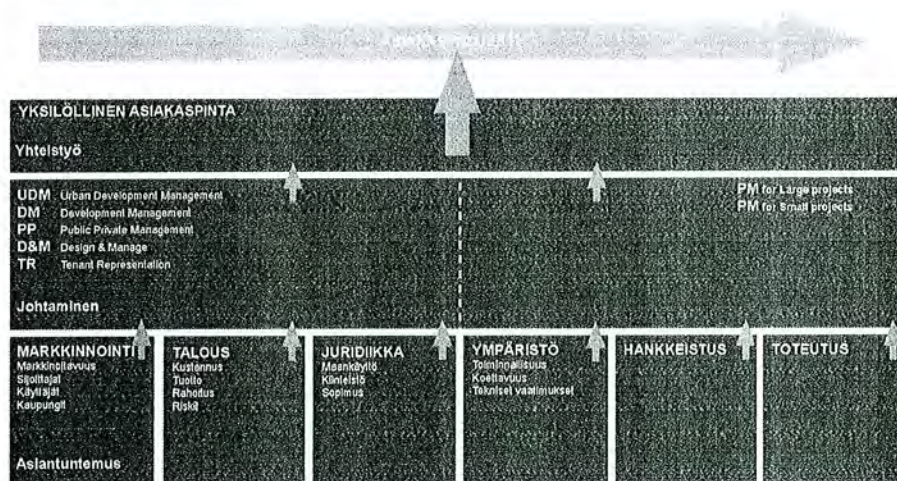 YKSILÖLLINEN ASIAKASPINTA
Yhteistyö
UDM Urban Development Management
DM Development Management
PP Public Private Management
D&M Design & Manage
TR Tenant Representation
PM for Large projects
PM for Small projects
Johtaminen
MARKKINNOINTI
Markkinoitavuus
Sijoittajat
Käyttäjät
Kaupungit
TALOUS
Kustannus
Tuotto
Rahoitus
Riskit
JURIDIIKKA
Maankäyttö
Kiinteistö
Sopimus
YMPÄRISTÖ
Toiminnallisuus
Koettavuus
Tekniset vaatimukset
HANKKEISTUS
TOTEUTUS
Asiantuntemus